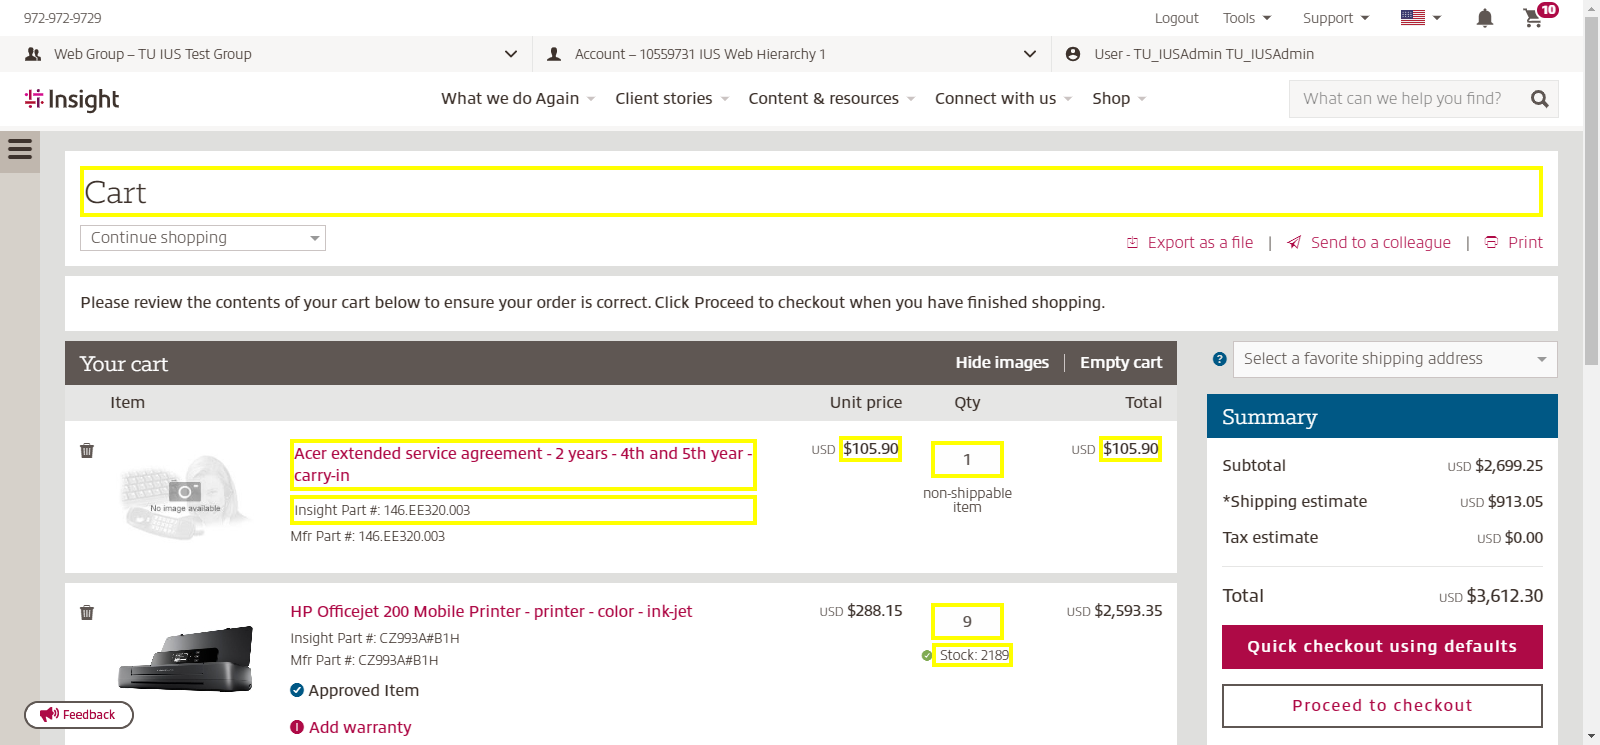 972-972-9729
Logout Tools Support 10
Web Group – TU IUS Test Group
Account – 10559731 IUS Web Hierarchy 1
User - TU_IUSAdmin TU_IUSAdmin
Insight
What we do Again Client stories Content & resources Connect with us Shop
What can we help you find?
Cart
Continue shopping
Export as a file | Send to a colleague | Print
Please review the contents of your cart below to ensure your order is correct. Click Proceed to checkout when you have finished shopping.
Your cart Hide images Empty cart
Item Unit price Qty Total
Acer extended service agreement - 2 years - 4th and 5th year -
carry-in
Insight Part #: 146.EE320.003
Mfr Part #: 146.EE320.003
No image available
USD $105.90
1
non-shippable
item
USD $105.90
HP Officejet 200 Mobile Printer - printer - color - ink-jet
Insight Part #: CZ993A#B1H
Mfr Part #: CZ993A#B1H
Approved Item
Add warranty
USD $288.15
9
Stock: 2189
USD $2,593.35
? Select a favorite shipping address
Summary
Subtotal USD $2,699.25
*Shipping estimate USD $913.05
Tax estimate USD $0.00
Total USD $3,612.30
Quick checkout using defaults
Proceed to checkout
Feedback